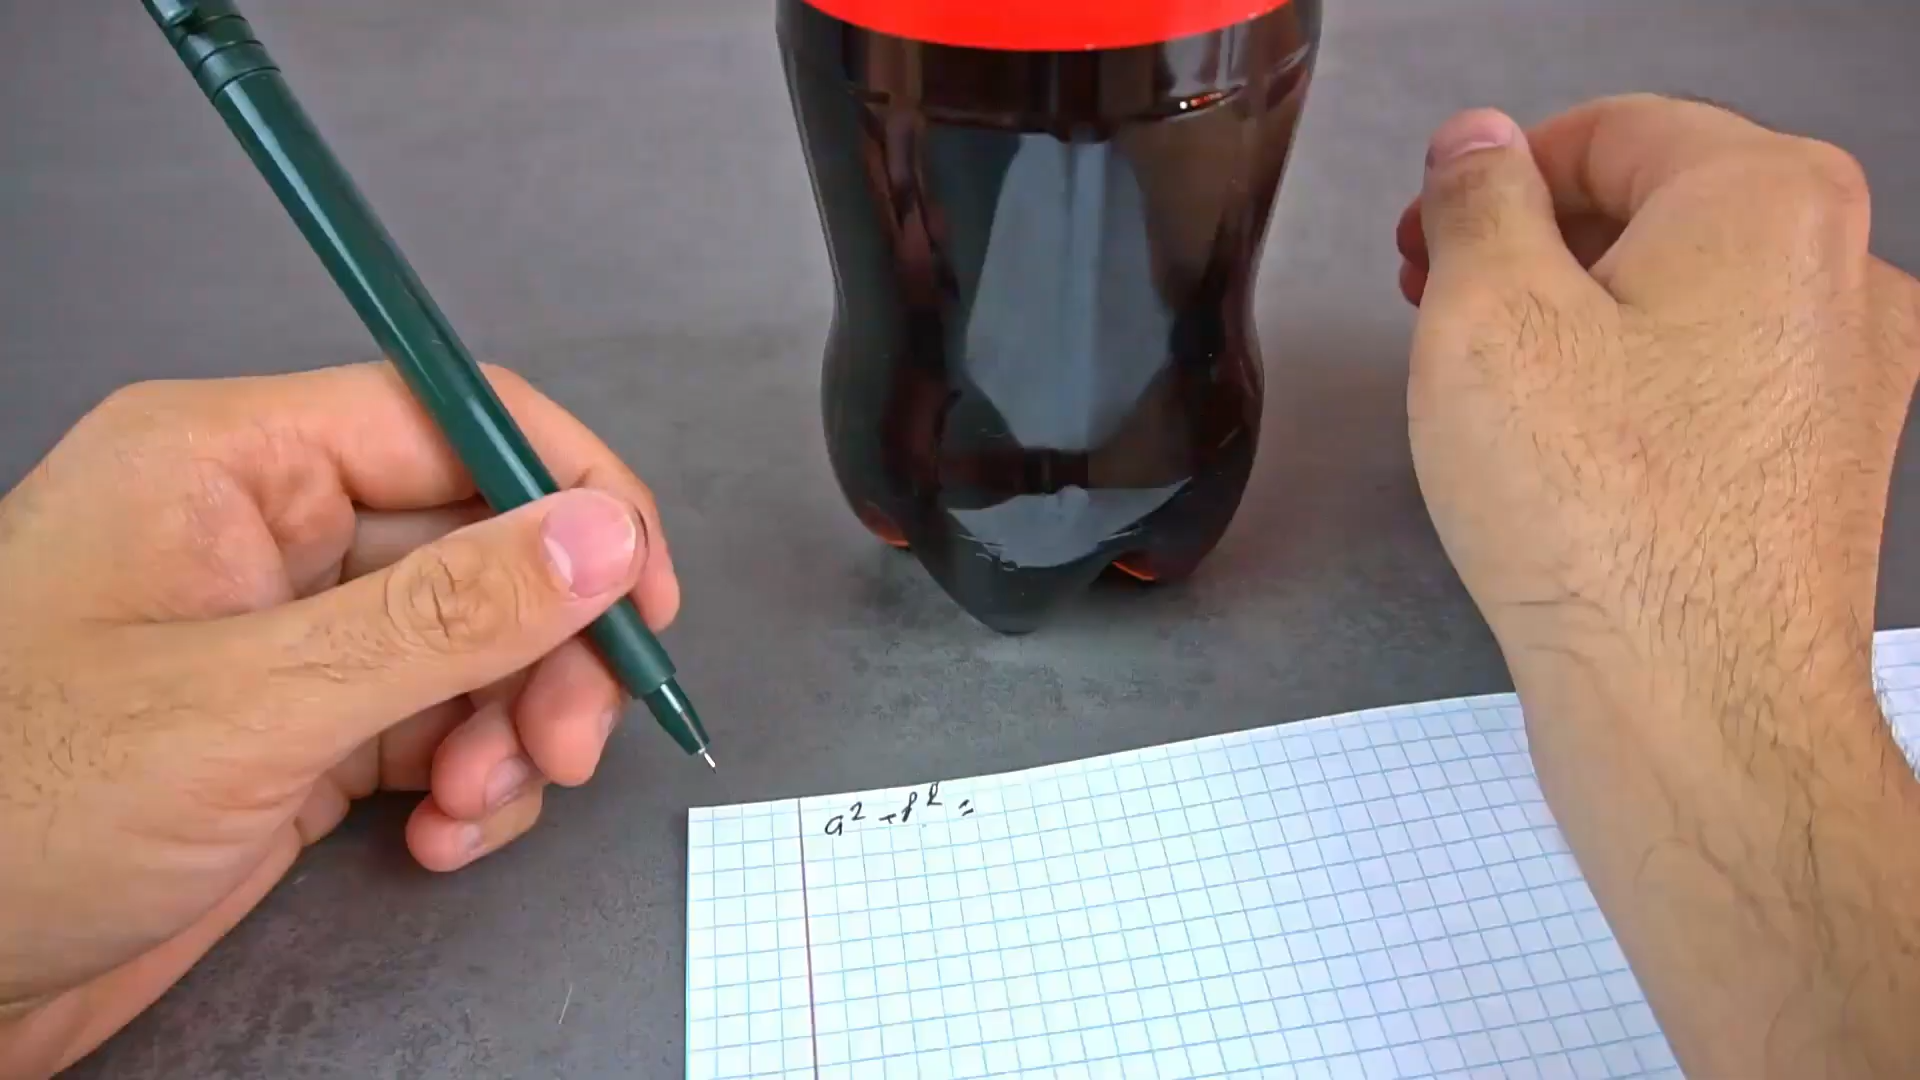 a² + b² =